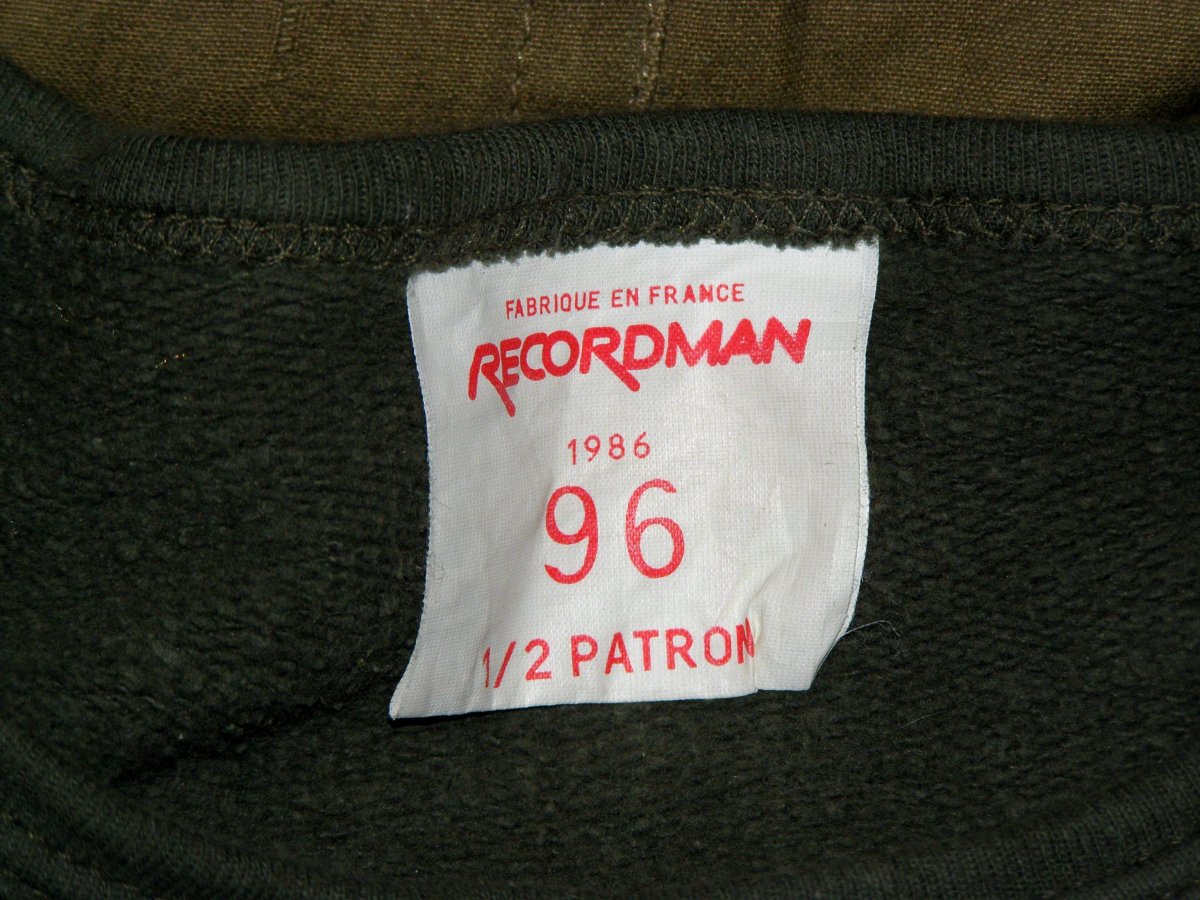 FABRIQUE EN FRANCE
RECORDMAN
1986
96
1/2 PATRON